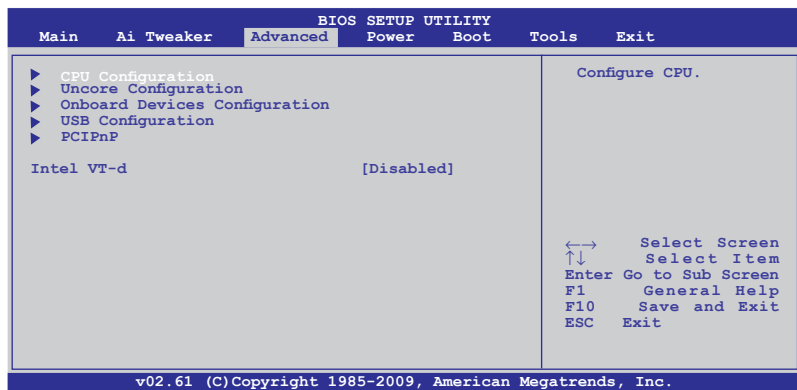 BIOS SETUP UTILITY
Main Ai Tweaker Advanced Power Boot Tools Exit
CPU Configuration
Uncore Configuration
Onboard Devices Configuration
USB Configuration
PCIPnP
Intel VT-d [Disabled]
Configure CPU.
←→ Select Screen
↑↓ Select Item
Enter Go to Sub Screen
F1 General Help
F10 Save and Exit
ESC Exit
v02.61 (C)Copyright 1985-2009, American Megatrends, Inc.